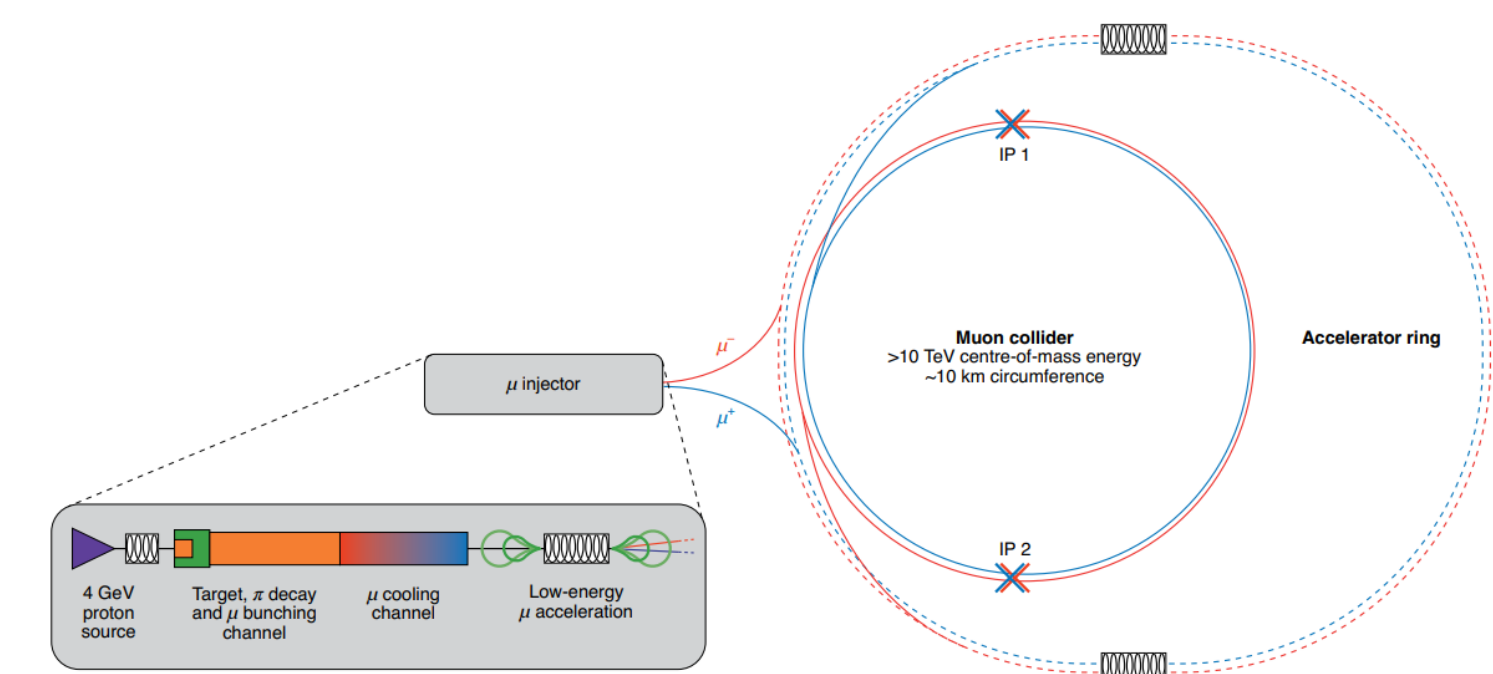 IP 1
Muon collider
>10 TeV centre-of-mass energy
~10 km circumference
Accelerator ring
μ−
μ injector
μ+
IP 2
4 GeV
proton
source
Target, π decay
and μ bunching
channel
μ cooling
channel
Low-energy
μ acceleration